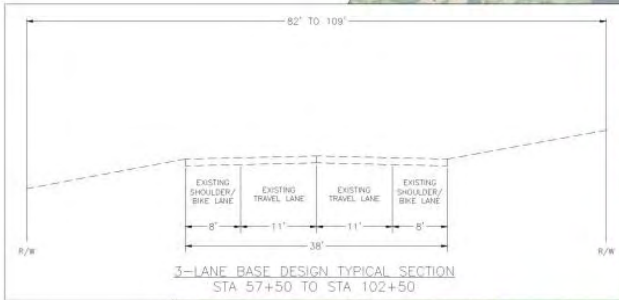 82' TO 109'
EXISTING SHOULDER/ BIKE LANE
EXISTING TRAVEL LANE
EXISTING TRAVEL LANE
EXISTING SHOULDER/ BIKE LANE
8' 11' 11' 8'
38'
R/W R/W
3-LANE BASE DESIGN TYPICAL SECTION
STA 57+50 TO STA 102+50